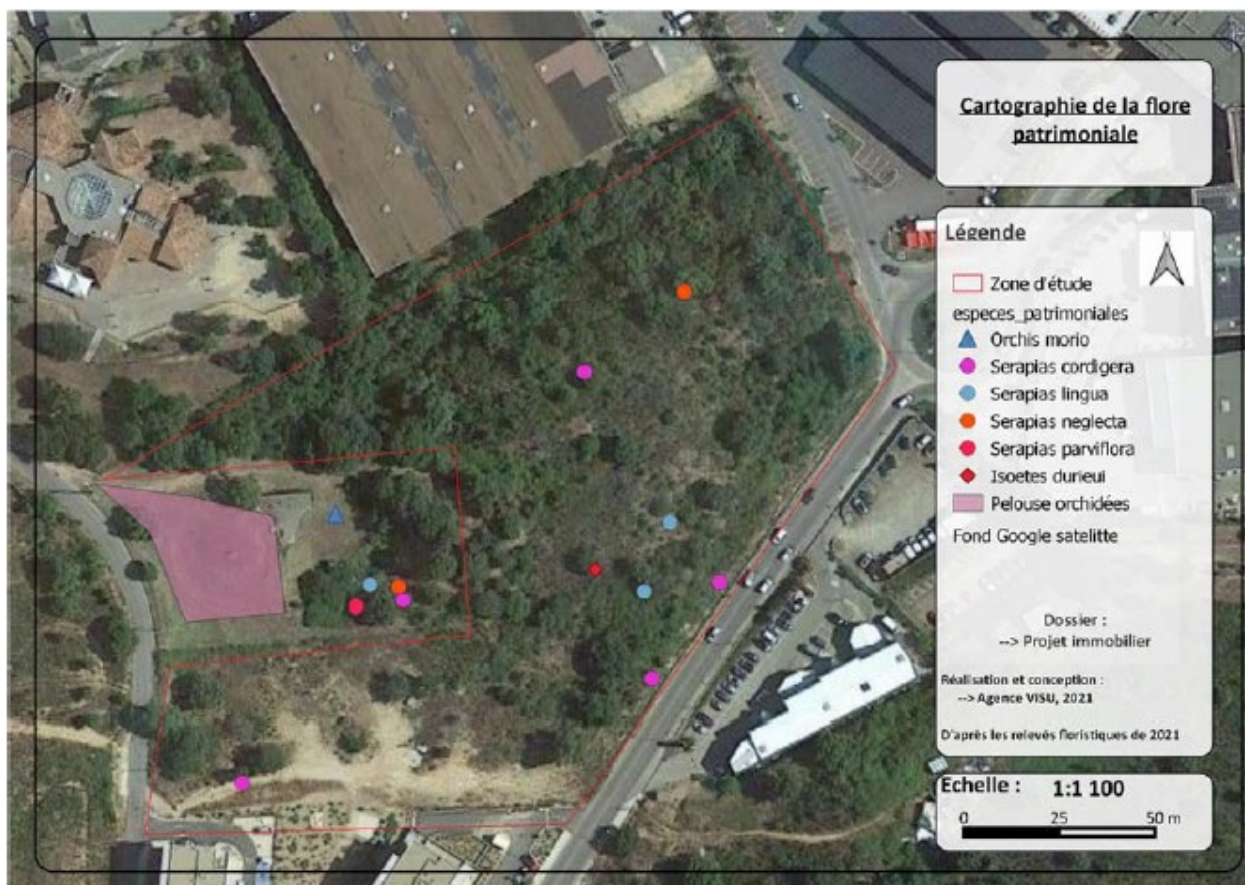 Cartographie de la flore
patrimoniale
Légende
Zone d'étude
especes_patrimoniales
Orchis morio
Serapias cordigera
Serapias lingua
Serapias neglecta
Serapias parviflora
Isoetes durieui
Pelouse orchidées
Fond Google satelitte
Dossier :
--> Projet immobilier
Réalisation et conception :
--> Agence VISU, 2021
D'après les relevés floristiques de 2021
Echelle : 1:1 100
0 25 50 m